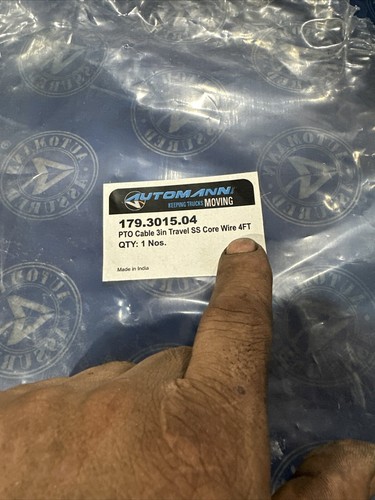 AUTOMANN
KEEPING TRUCKS MOVING
179.3015.04
PTO Cable 3in Travel SS Core Wire 4FT
QTY: 1 Nos.
Made in India